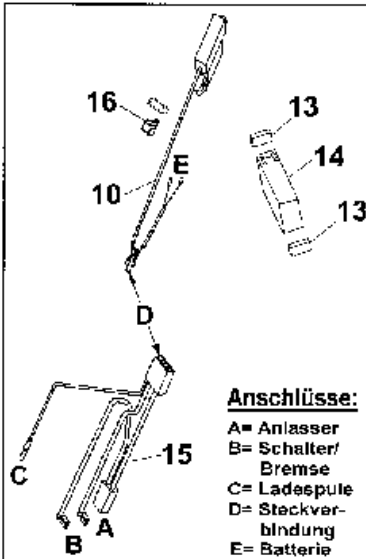 16
13
14
10
E
13
D
C
15
B
A
Anschlüsse:
A= Anlasser
B= Schalter/
Bremse
C= Ladespule
D= Steckver-
bindung
E= Batterie